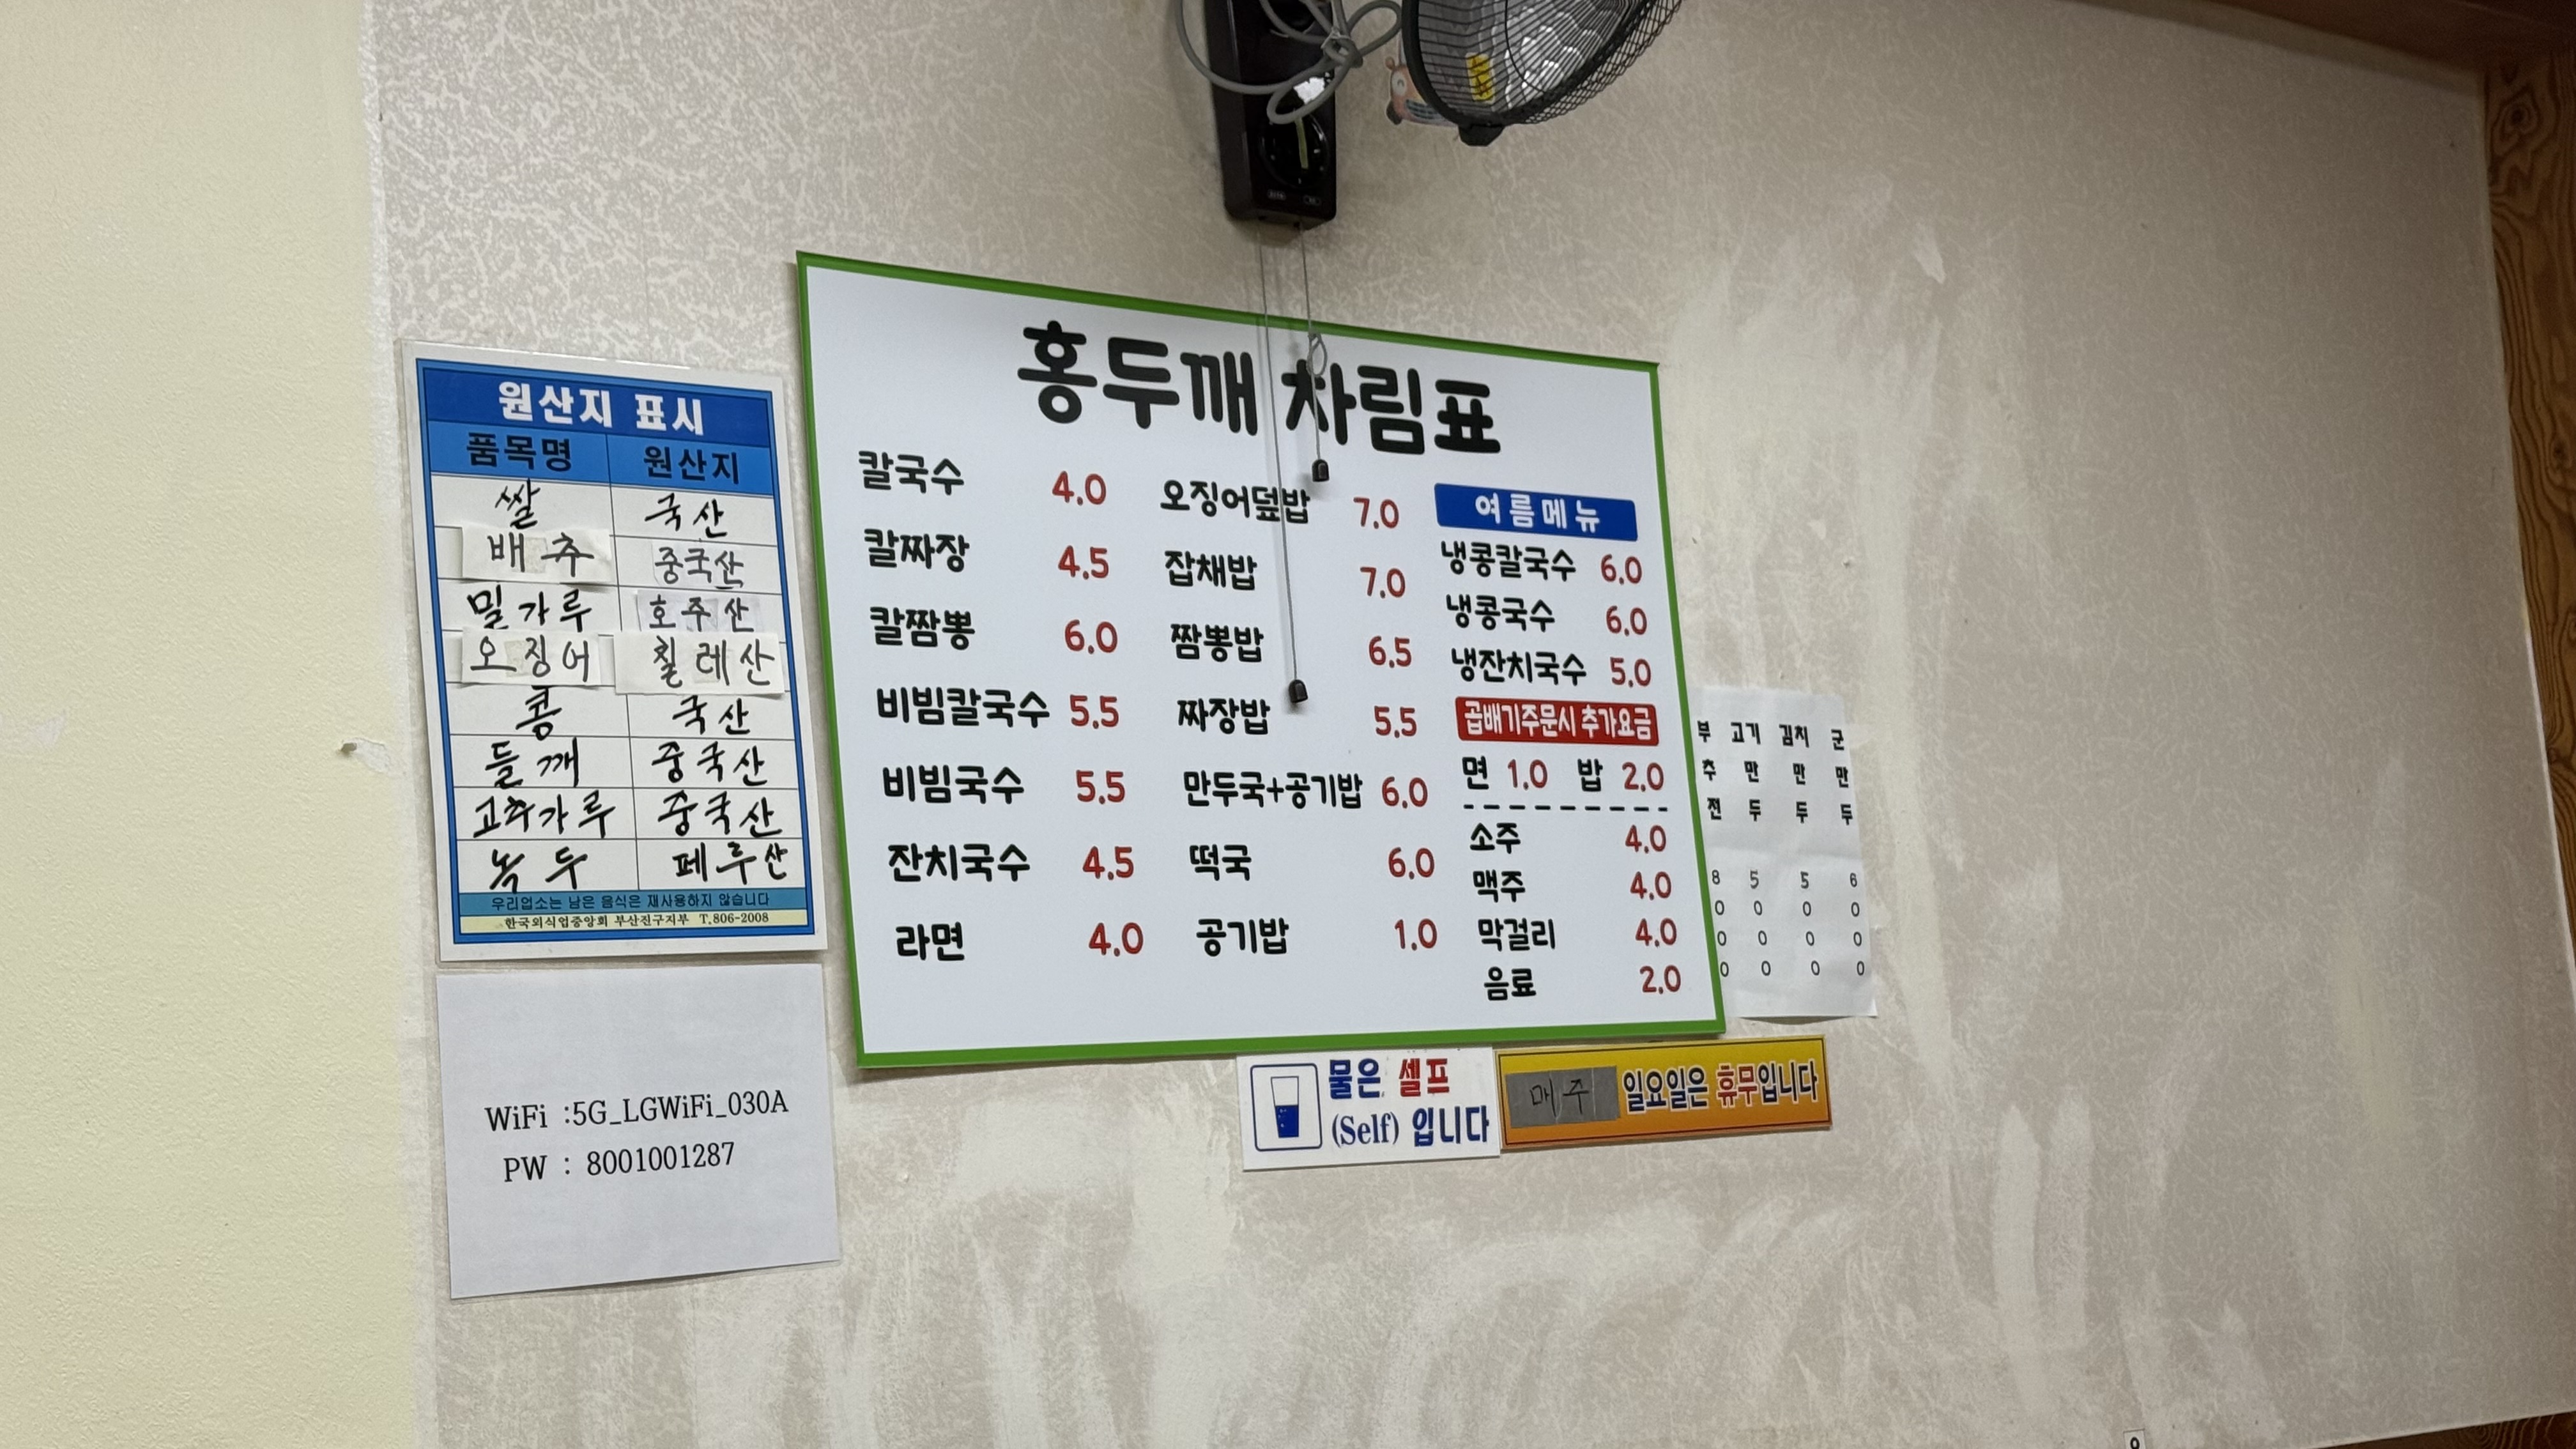 원산지 표시
품목명 원산지
쌀 국산
배추 중국산
밀가루 호주산
오징어 칠레산
콩 국산
들깨 중국산
고추가루 중국산
녹두 페루산
우리업소는 남은 음식은 재사용하지 않습니다
한국외식업중앙회 부산진구지부 T.806-2008
WiFi :5G_LGWiFi_030A
PW : 8001001287
홍두깨 차림표
칼국수 4.0
칼짜장 4.5
칼짬뽕 6.0
비빔칼국수 5.5
비빔국수 5.5
잔치국수 4.5
라면 4.0
오징어덮밥 7.0
잡채밥 7.0
짬뽕밥 6.5
짜장밥 5.5
만두국+공기밥 6.0
떡국 6.0
공기밥 1.0
여름메뉴
냉콩칼국수 6.0
냉콩국수 6.0
냉잔치국수 5.0
곱배기주문시 추가요금
면 1.0 밥 2.0
소주 4.0
맥주 4.0
막걸리 4.0
음료 2.0
부추전 8000
고기만두 5000
김치만두 5000
군만두 6000
물은 셀프
(Self) 입니다
매주 일요일은 휴무입니다